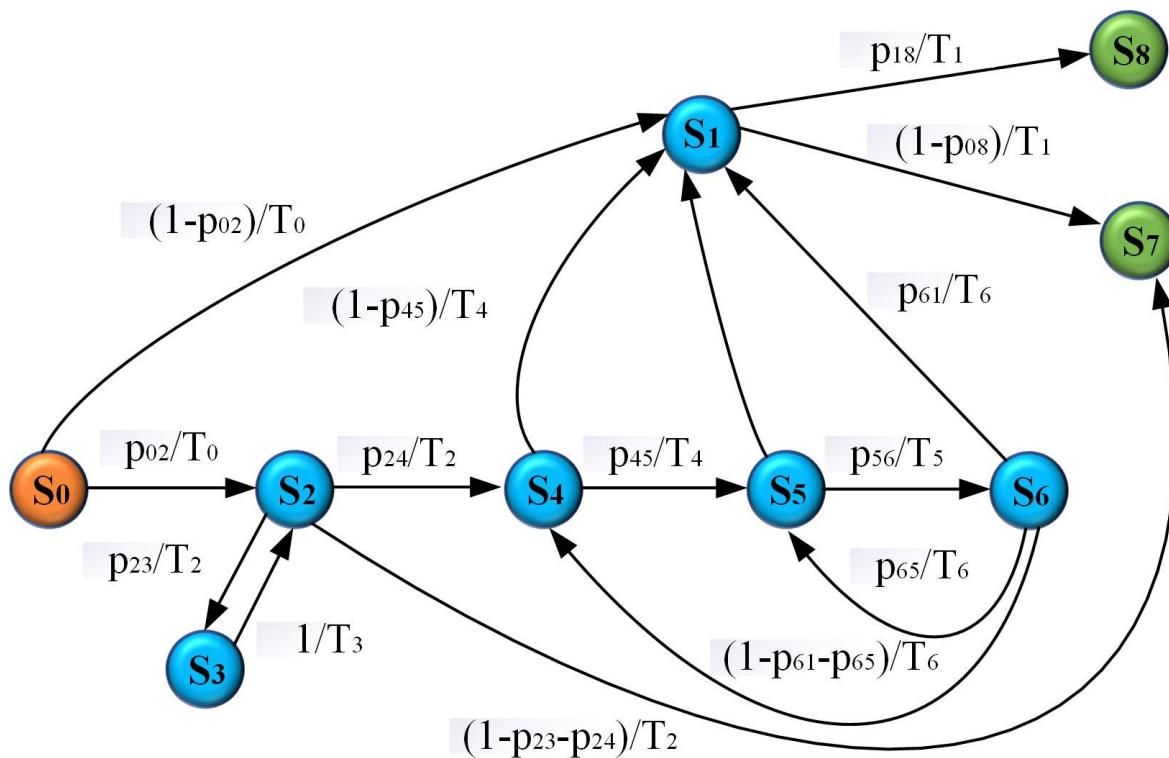 p18/T1
S8
S1
(1-p08)/T1
(1-p02)/T0
S7
(1-p45)/T4
p61/T6
p02/T0
p24/T2
p45/T4
p56/T5
S0
S2
S4
S5
S6
p23/T2
p65/T6
1/T3
S3
(1-p61-p65)/T6
(1-p23-p24)/T2